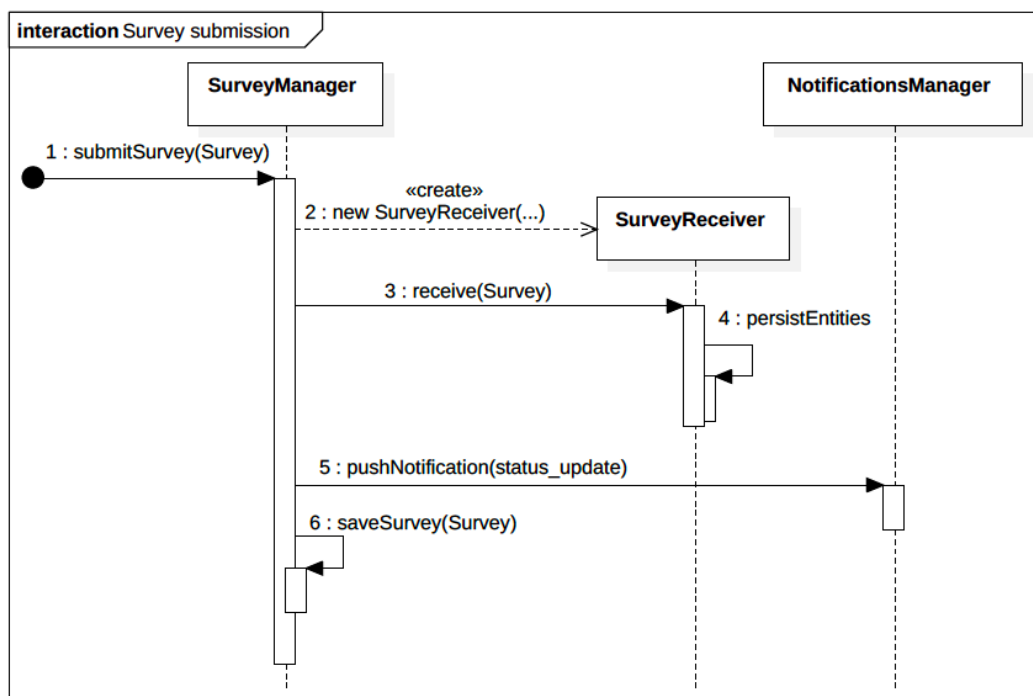 interaction Survey submission
SurveyManager
NotificationsManager
1 : submitSurvey(Survey)
«create»
2 : new SurveyReceiver(...)
SurveyReceiver
3 : receive(Survey)
4 : persistEntities
5 : pushNotification(status_update)
6 : saveSurvey(Survey)